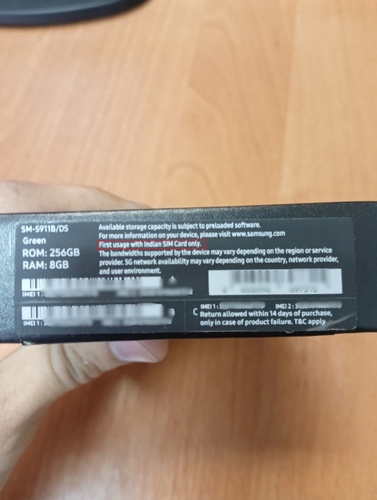 SM-S911B/DS
Green
ROM: 256GB
RAM: 8GB
Available storage capacity is subject to preloaded software.
For more information on your device, please visit www.samsung.com
First usage with Indian SIM Card only.
The bandwidths supported by the device may vary depending on the region or service
provider. 5G network availability may vary depending on the country, network provider,
and user environment.
IMEI 1:
IMEI 1:
IMEI 1: IMEI 2:
Return allowed within 14 days of purchase,
only in case of product failure. T&C apply